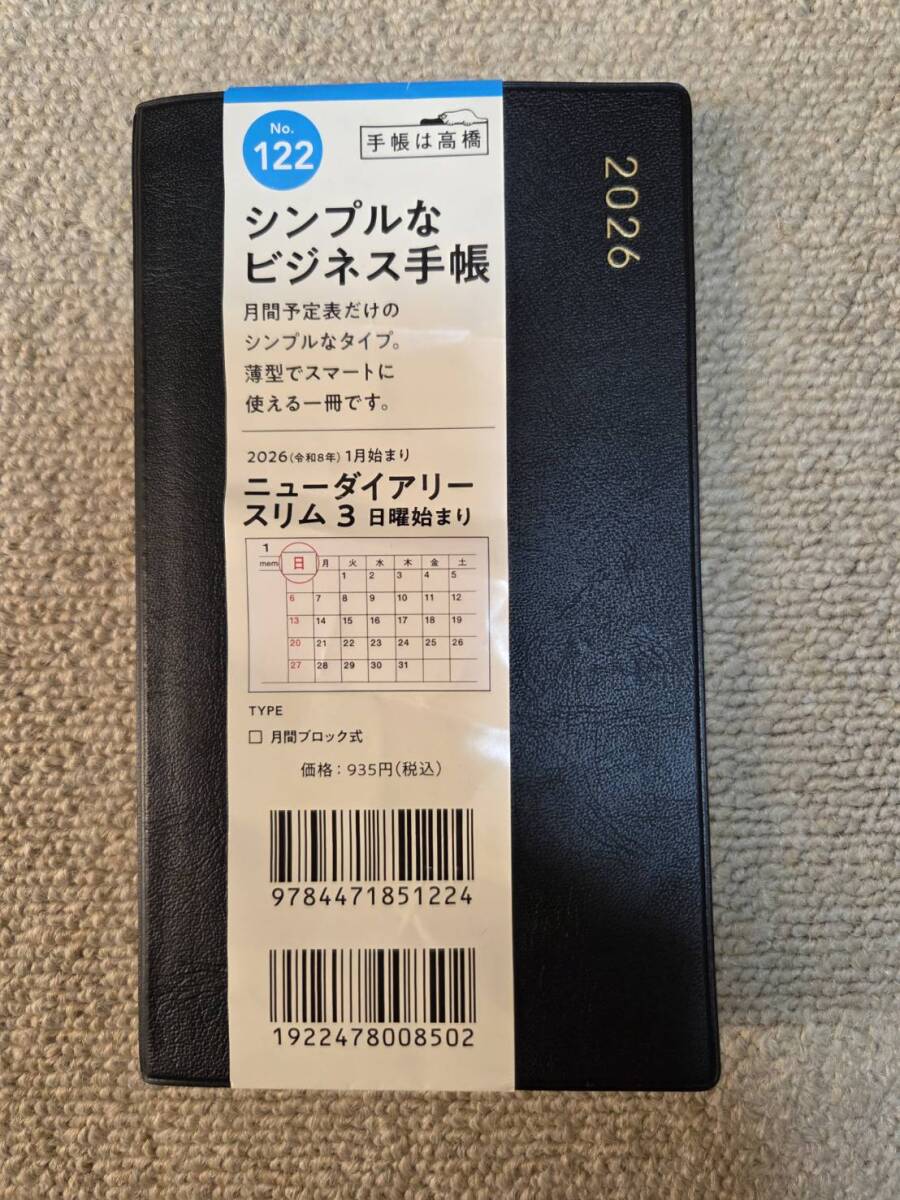 No.
122
手帳は高橋
2026
シンプルな
ビジネス手帳
月間予定表だけの
シンプルなタイプ。
薄型でスマートに
使える一冊です。
2026(令和8年)1月始まり
ニューダイアリー
スリム 3 日曜始まり
1
memo 日 月 火 水 木 金 土
1 2 3 4 5
6 7 8 9 10 11 12
13 14 15 16 17 18 19
20 21 22 23 24 25 26
27 28 29 30 31
TYPE
□ 月間ブロック式
価格:935円(税込)
9784471851224
1922478008502